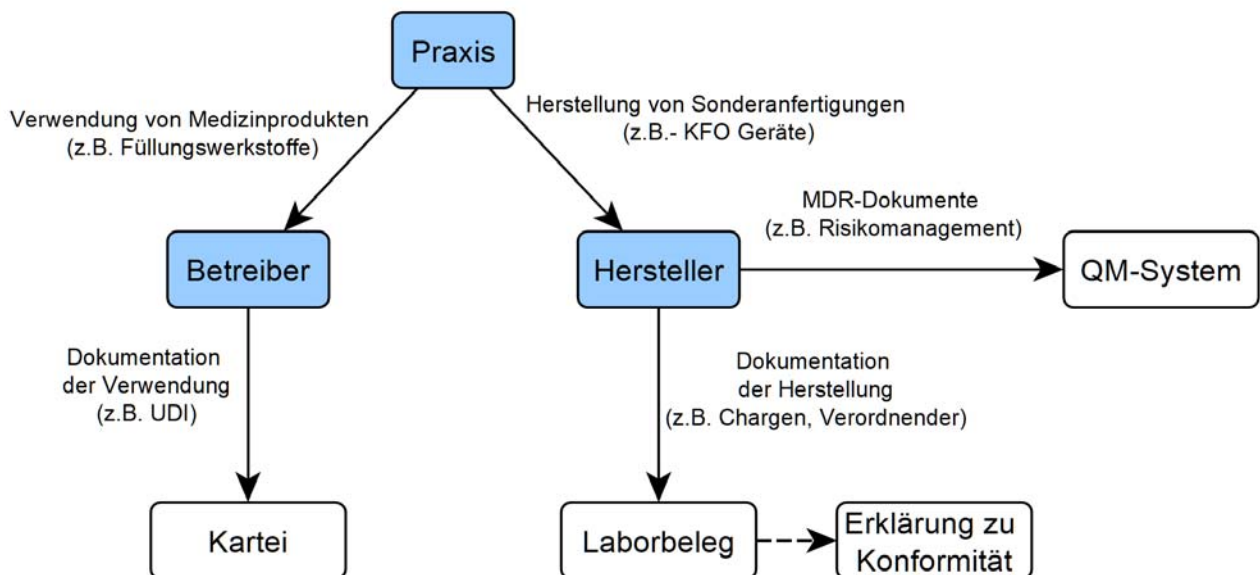 Praxis
Verwendung von Medizinprodukten
(z.B. Füllungswerkstoffe)
Herstellung von Sonderanfertigungen
(z.B.- KFO Geräte)
MDR-Dokumente
(z.B. Risikomanagement)
Betreiber
Hersteller
QM-System
Dokumentation
der Verwendung
(z.B. UDI)
Dokumentation
der Herstellung
(z.B. Chargen, Verordnender)
Kartei
Laborbeleg
Erklärung zu
Konformität